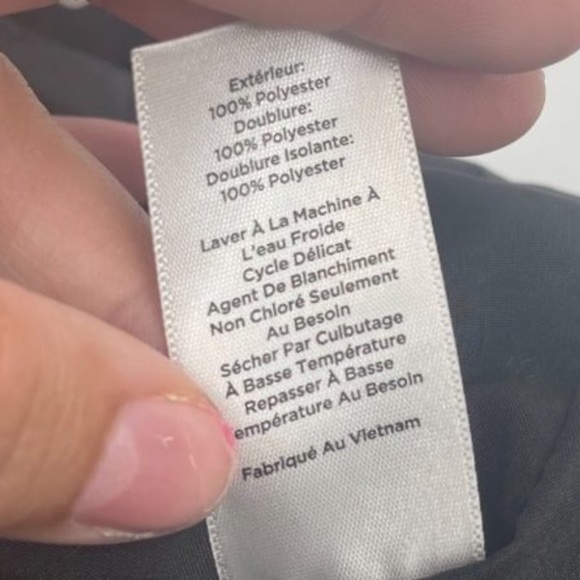 Extérieur:
100% Polyester
Doublure:
100% Polyester
Doublure Isolante:
100% Polyester
Laver À La Machine À
L'eau Froide
Cycle Délicat
Agent De Blanchiment
Non Chloré Seulement
Au Besoin
Sécher Par Culbutage
À Basse Température
Repasser À Basse
empérature Au Besoin
Fabriqué Au Vietnam